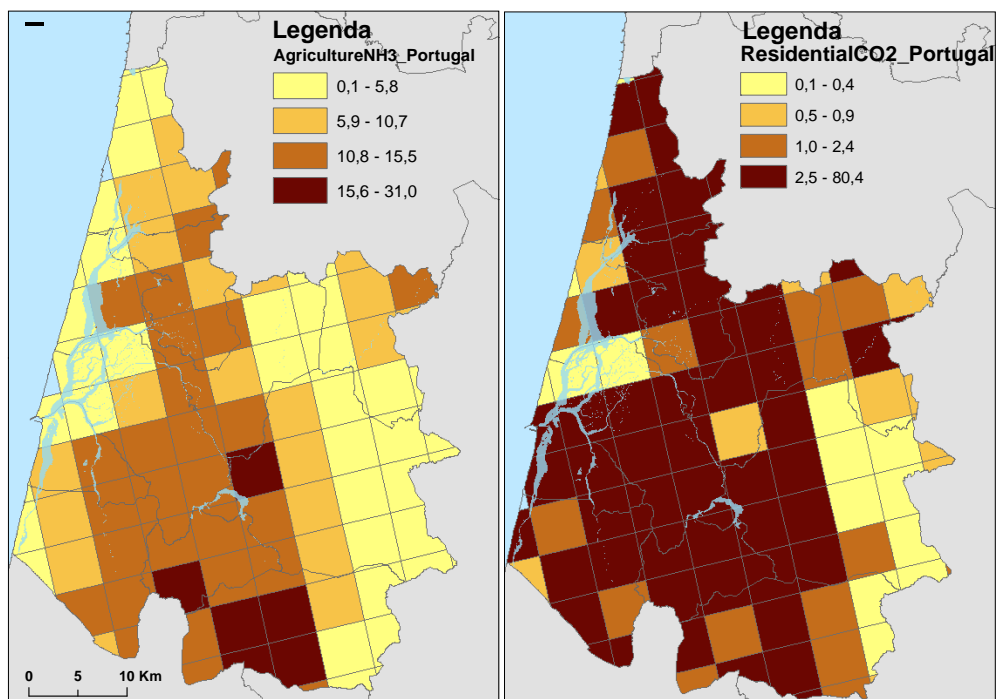 Legenda
AgricultureNH3_Portugal
0,1 - 5,8
5,9 - 10,7
10,8 - 15,5
15,6 - 31,0
0 5 10 Km
Legenda
ResidentialCO2_Portugal
0,1 - 0,4
0,5 - 0,9
1,0 - 2,4
2,5 - 80,4